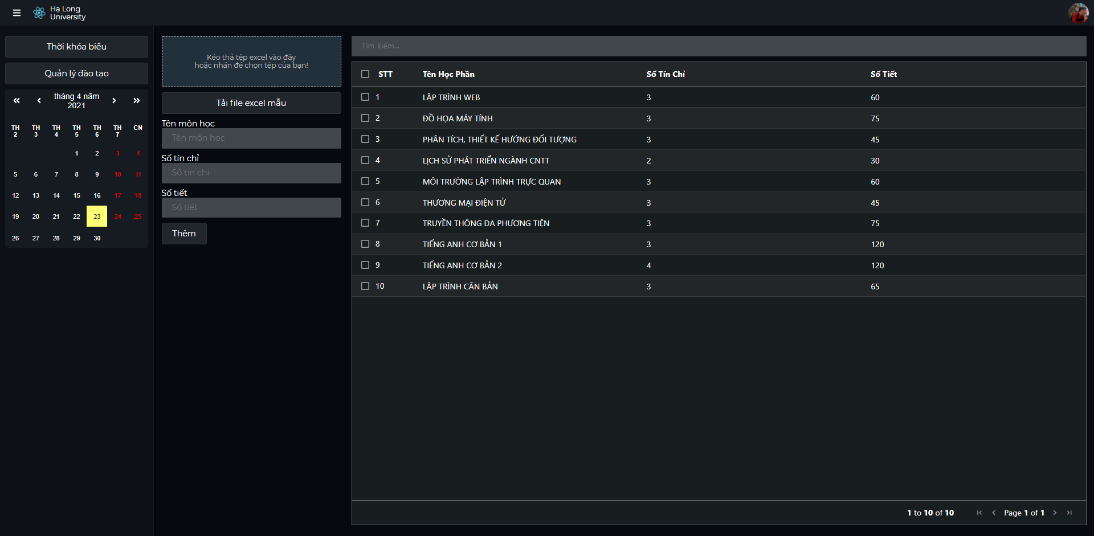 Hạ Long
University
Thời khóa biểu
Quản lý đào tạo
tháng 4 năm
2021
TH 2 TH 3 TH 4 TH 5 TH 6 TH 7 CN
1 2 3 4
5 6 7 8 9 10 11
12 13 14 15 16 17 18
19 20 21 22 23 24 25
26 27 28 29 30
Kéo thả tệp excel vào đây
hoặc nhấn để chọn tệp của bạn!
Tải file excel mẫu
Tên môn học
Tên môn học
Số tín chỉ
Số tín chỉ
Số tiết
Số tiết
Thêm
Tìm kiếm...
STT Tên Học Phần Số Tín Chỉ Số Tiết
1 LẬP TRÌNH WEB 3 60
2 ĐỒ HỌA MÁY TÍNH 3 75
3 PHÂN TÍCH, THIẾT KẾ HƯỚNG ĐỐI TƯỢNG 3 45
4 LỊCH SỬ PHÁT TRIỂN NGÀNH CNTT 2 30
5 MÔI TRƯỜNG LẬP TRÌNH TRỰC QUAN 3 60
6 THƯƠNG MẠI ĐIỆN TỬ 3 45
7 TRUYỀN THÔNG ĐA PHƯƠNG TIỆN 3 75
8 TIẾNG ANH CƠ BẢN 1 3 120
9 TIẾNG ANH CƠ BẢN 2 4 120
10 LẬP TRÌNH CĂN BẢN 3 65
1 to 10 of 10 Page 1 of 1